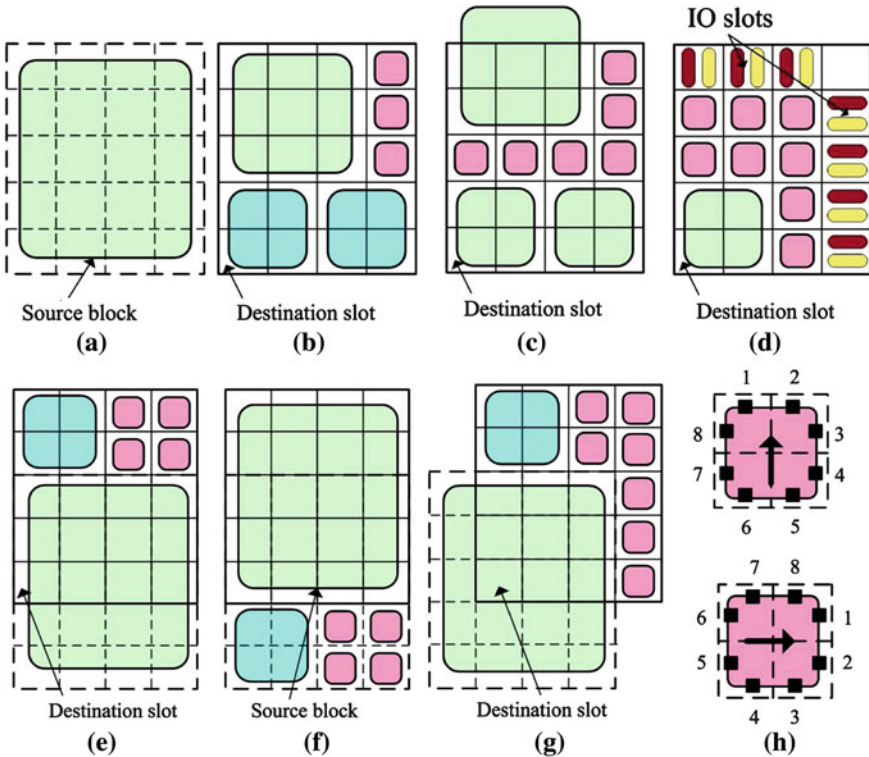 IO slots
Source block
Destination slot
Destination slot
Destination slot
(a)
(b)
(c)
(d)
1 2
8 3
7 4
6 5
7 8
6 1
5 2
4 3
Destination slot
Source block
Destination slot
(e)
(f)
(g)
(h)